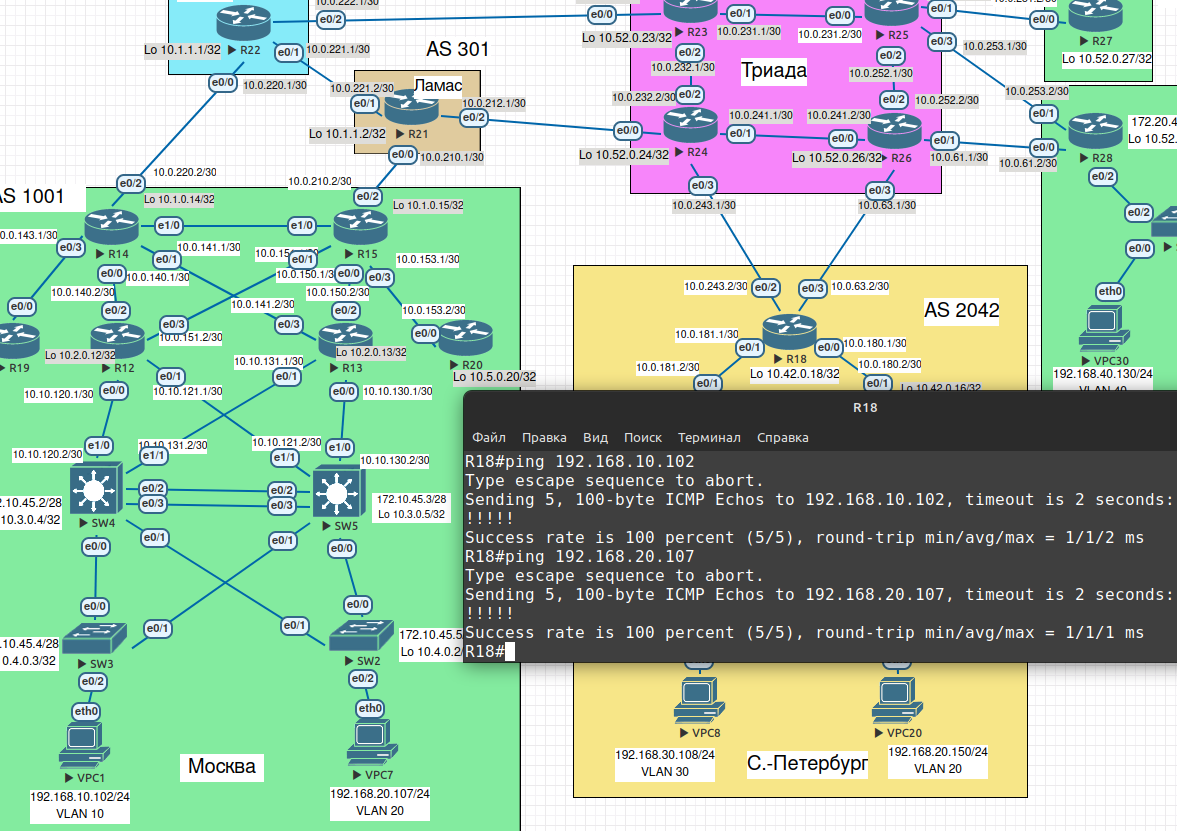 10.0.222.1/30
e0/2
R22
Lo 10.1.1.1/32
e0/1
10.0.221.1/30
e0/0
10.0.220.1/30
AS 301
Ламас
10.0.221.2/30
e0/1
10.0.212.1/30
e0/2
Lo 10.1.1.2/32
R21
e0/0
10.0.210.1/30
e0/0
Lo 10.52.0.23/32
R23
e0/1
10.0.231.1/30
e0/0
10.0.231.2/30
R25
e0/1
e0/2
10.0.232.1/30
Триада
e0/2
10.0.252.1/30
e0/3
10.0.253.1/30
e0/0
R27
Lo 10.52.0.27/32
10.0.232.2/30
e0/2
e0/2
10.0.252.2/30
10.0.253.2/30
e0/1
e0/0
R24
e0/1
10.0.241.1/30
10.0.241.2/30
e0/0
R26
e0/1
Lo 10.52.0.24/32
Lo 10.52.0.26/32
10.0.61.1/30
10.0.61.2/30
e0/0
R28
172.20.4
Lo 10.52.
e0/2
e0/3
10.0.243.1/30
e0/3
10.0.63.1/30
e0/2
e0/0
eth0
VPC30
192.168.40.130/24
AS 1001
10.0.220.2/30
e0/2
Lo 10.1.0.14/32
10.0.210.2/30
e0/2
Lo 10.1.0.15/32
0.0.143.1/30
e0/3
R14
e1/0
e1/0
R15
e0/1
10.0.141.1/30
e0/0
10.0.140.1/30
e0/1
10.0.150.1/30
e0/0
e0/3
10.0.153.1/30
10.0.140.2/30
e0/2
10.0.141.2/30
10.0.150.2/30
e0/2
10.0.153.2/30
e0/0
R19
Lo 10.2.0.12/32
R12
e0/3
10.0.151.2/30
e0/3
Lo 10.2.0.13/32
R13
e0/0
R20
Lo 10.5.0.20/32
e0/1
10.0.131.1/30
e0/1
10.10.120.1/30
e0/0
10.10.121.1/30
e0/0
10.10.130.1/30
10.10.120.2/30
e1/0
10.10.131.2/30
e1/1
10.10.121.2/30
e1/1
e1/0
10.10.130.2/30
.10.45.2/28
10.3.0.4/32
SW4
e0/2
e0/3
e0/2
e0/3
SW5
172.10.45.3/28
Lo 10.3.0.5/32
e0/0
e0/1
e0/1
e0/0
e0/0
e0/1
e0/1
e0/0
.10.45.4/28
0.4.0.3/32
SW3
SW2
172.10.45.5
Lo 10.4.0.2/
e0/2
eth0
VPC1
192.168.10.102/24
VLAN 10
e0/2
eth0
VPC7
192.168.20.107/24
VLAN 20
Москва
AS 2042
10.0.243.2/30
e0/2
e0/3
10.0.63.2/30
R18
Lo 10.42.0.18/32
10.0.181.1/30
e0/1
e0/0
10.0.180.1/30
10.0.181.2/30
e0/1
10.0.180.2/30
e0/1
Lo 10.42.0.16/32
R18
Файл Правка Вид Поиск Терминал Справка
R18#ping 192.168.10.102
Type escape sequence to abort.
Sending 5, 100-byte ICMP Echos to 192.168.10.102, timeout is 2 seconds:
!!!!!
Success rate is 100 percent (5/5), round-trip min/avg/max = 1/1/2 ms
R18#ping 192.168.20.107
Type escape sequence to abort.
Sending 5, 100-byte ICMP Echos to 192.168.20.107, timeout is 2 seconds:
!!!!!
Success rate is 100 percent (5/5), round-trip min/avg/max = 1/1/1 ms
R18#
VPC8
192.168.30.108/24
VLAN 30
VPC20
192.168.20.150/24
VLAN 20
С.-Петербург